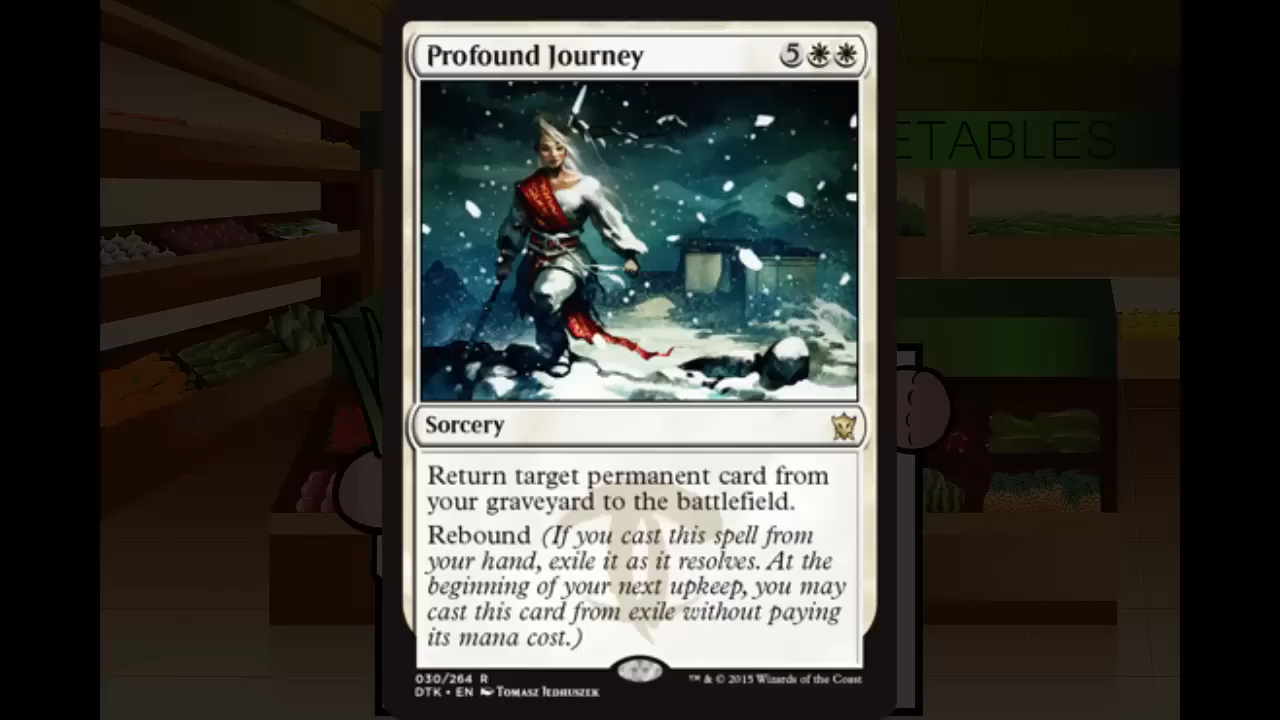 Profound Journey 5
ETABLES
Sorcery
Return target permanent card from
your graveyard to the battlefield.
Rebound (If you cast this spell from
your hand, exile it as it resolves. At the
beginning of your next upkeep, you may
cast this card from exile without paying
its mana cost.)
030/264 R
DTK • EN Tomasz Jedruszek
™ & © 2015 Wizards of the Coast